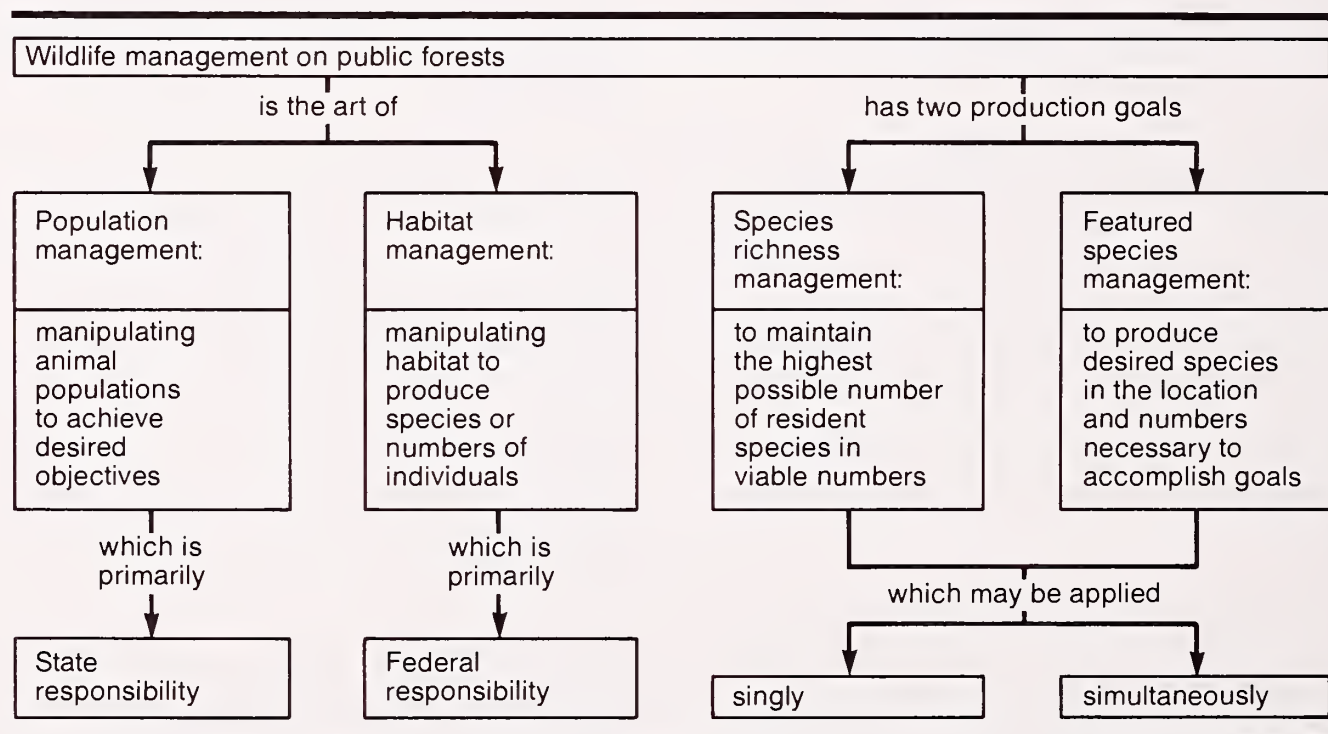 Wildlife management on public forests
is the art of
has two production goals
Population
management:
manipulating
animal
populations
to achieve
desired
objectives
which is
primarily
State
responsibility
Habitat
management:
manipulating
habitat to
produce
species or
numbers of
individuals
which is
primarily
Federal
responsibility
Species
richness
management:
to maintain
the highest
possible number
of resident
species in
viable numbers
Featured
species
management:
to produce
desired species
in the location
and numbers
necessary to
accomplish goals
which may be applied
singly
simultaneously